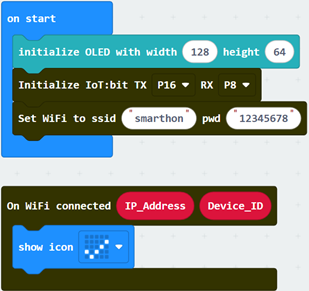 on start
initialize OLED with width 128 height 64
Initialize IoT:bit TX P16 RX P8
Set WiFi to ssid "smarthon" pwd "12345678"
On WiFi connected IP_Address Device_ID
show icon